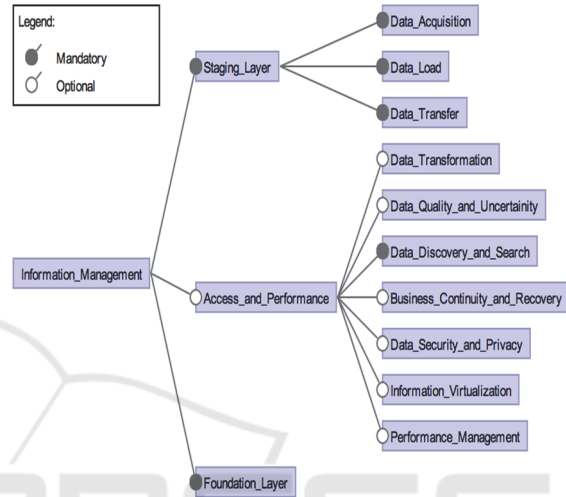 Legend:
Mandatory
Optional
Information_Management
Staging_Layer
Data_Acquisition
Data_Load
Data_Transfer
Access_and_Performance
Data_Transformation
Data_Quality_and_Uncertainity
Data_Discovery_and_Search
Business_Continuity_and_Recovery
Data_Security_and_Privacy
Information_Virtualization
Performance_Management
Foundation_Layer